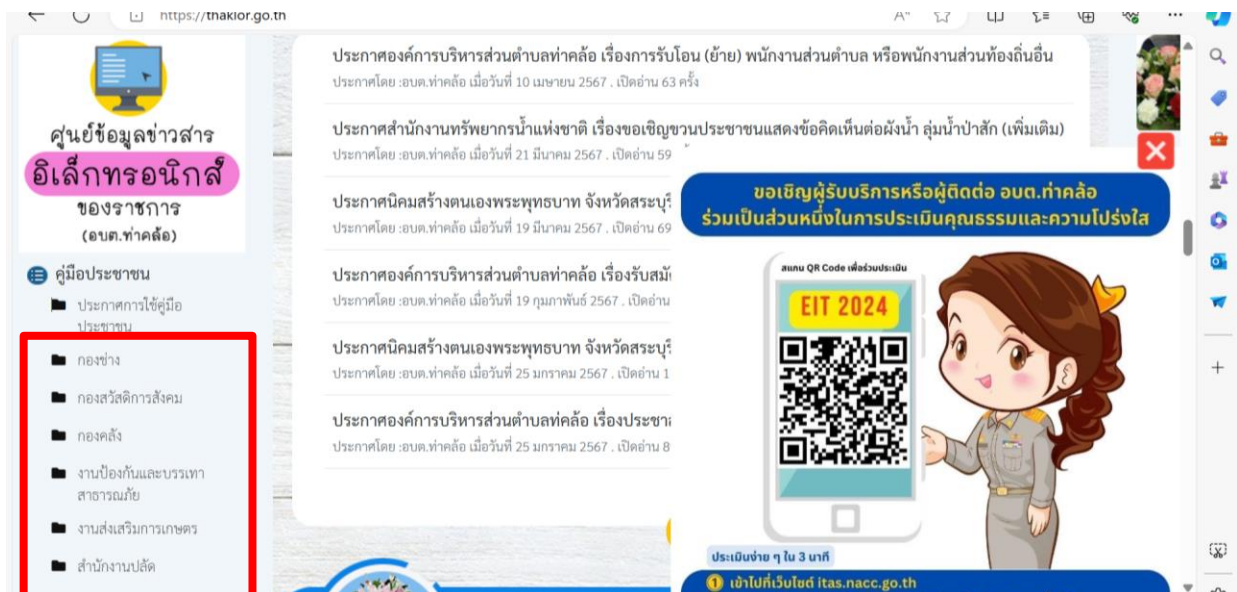 https://thaklor.go.th
ศูนย์ข้อมูลข่าวสาร
อิเล็กทรอนิกส์
ของราชการ
(อบต.ท่าคล้อ)
คู่มือประชาชน
ประกาศการใช้คู่มือ
ประชาชน
กองช่าง
กองสวัสดิการสังคม
กองคลัง
งานป้องกันและบรรเทา
สาธารณภัย
งานส่งเสริมการเกษตร
สำนักงานปลัด
ประกาศองค์การบริหารส่วนตำบลท่าคล้อ เรื่องการรับโอน (ย้าย) พนักงานส่วนตำบล หรือพนักงานส่วนท้องถิ่นอื่น
ประกาศโดย :อบต.ท่าคล้อ เมื่อวันที่ 10 เมษายน 2567 . เปิดอ่าน 63 ครั้ง
ประกาศสำนักงานทรัพยากรน้ำแห่งชาติ เรื่องขอเชิญชวนประชาชนแสดงข้อคิดเห็นต่อผังน้ำ ลุ่มน้ำป่าสัก (เพิ่มเติม)
ประกาศโดย :อบต.ท่าคล้อ เมื่อวันที่ 21 มีนาคม 2567 . เปิดอ่าน 59
ประกาศนิคมสร้างตนเองพระพุทธบาท จังหวัดสระบุรี
ประกาศโดย :อบต.ท่าคล้อ เมื่อวันที่ 19 มีนาคม 2567 . เปิดอ่าน 69
ประกาศองค์การบริหารส่วนตำบลท่าคล้อ เรื่องรับสมั
ประกาศโดย :อบต.ท่าคล้อ เมื่อวันที่ 19 กุมภาพันธ์ 2567 . เปิดอ่าน
ประกาศนิคมสร้างตนเองพระพุทธบาท จังหวัดสระบุรี
ประกาศโดย :อบต.ท่าคล้อ เมื่อวันที่ 25 มกราคม 2567 . เปิดอ่าน 1
ประกาศองค์การบริหารส่วนตำบลท่คล้อ เรื่องประชา
ประกาศโดย :อบต.ท่าคล้อ เมื่อวันที่ 25 มกราคม 2567 . เปิดอ่าน 8
ขอเชิญผู้รับบริการหรือผู้ติดต่อ อบต.ท่าคล้อ
ร่วมเป็นส่วนหนึ่งในการประเมินคุณธรรมและความโปร่งใส
สแกน QR Code เพื่อร่วมประเมิน
EIT 2024
ประเมินง่าย ๆ ใน 3 นาที
1 เข้าไปที่เว็บไซต์ itas.nacc.go.th